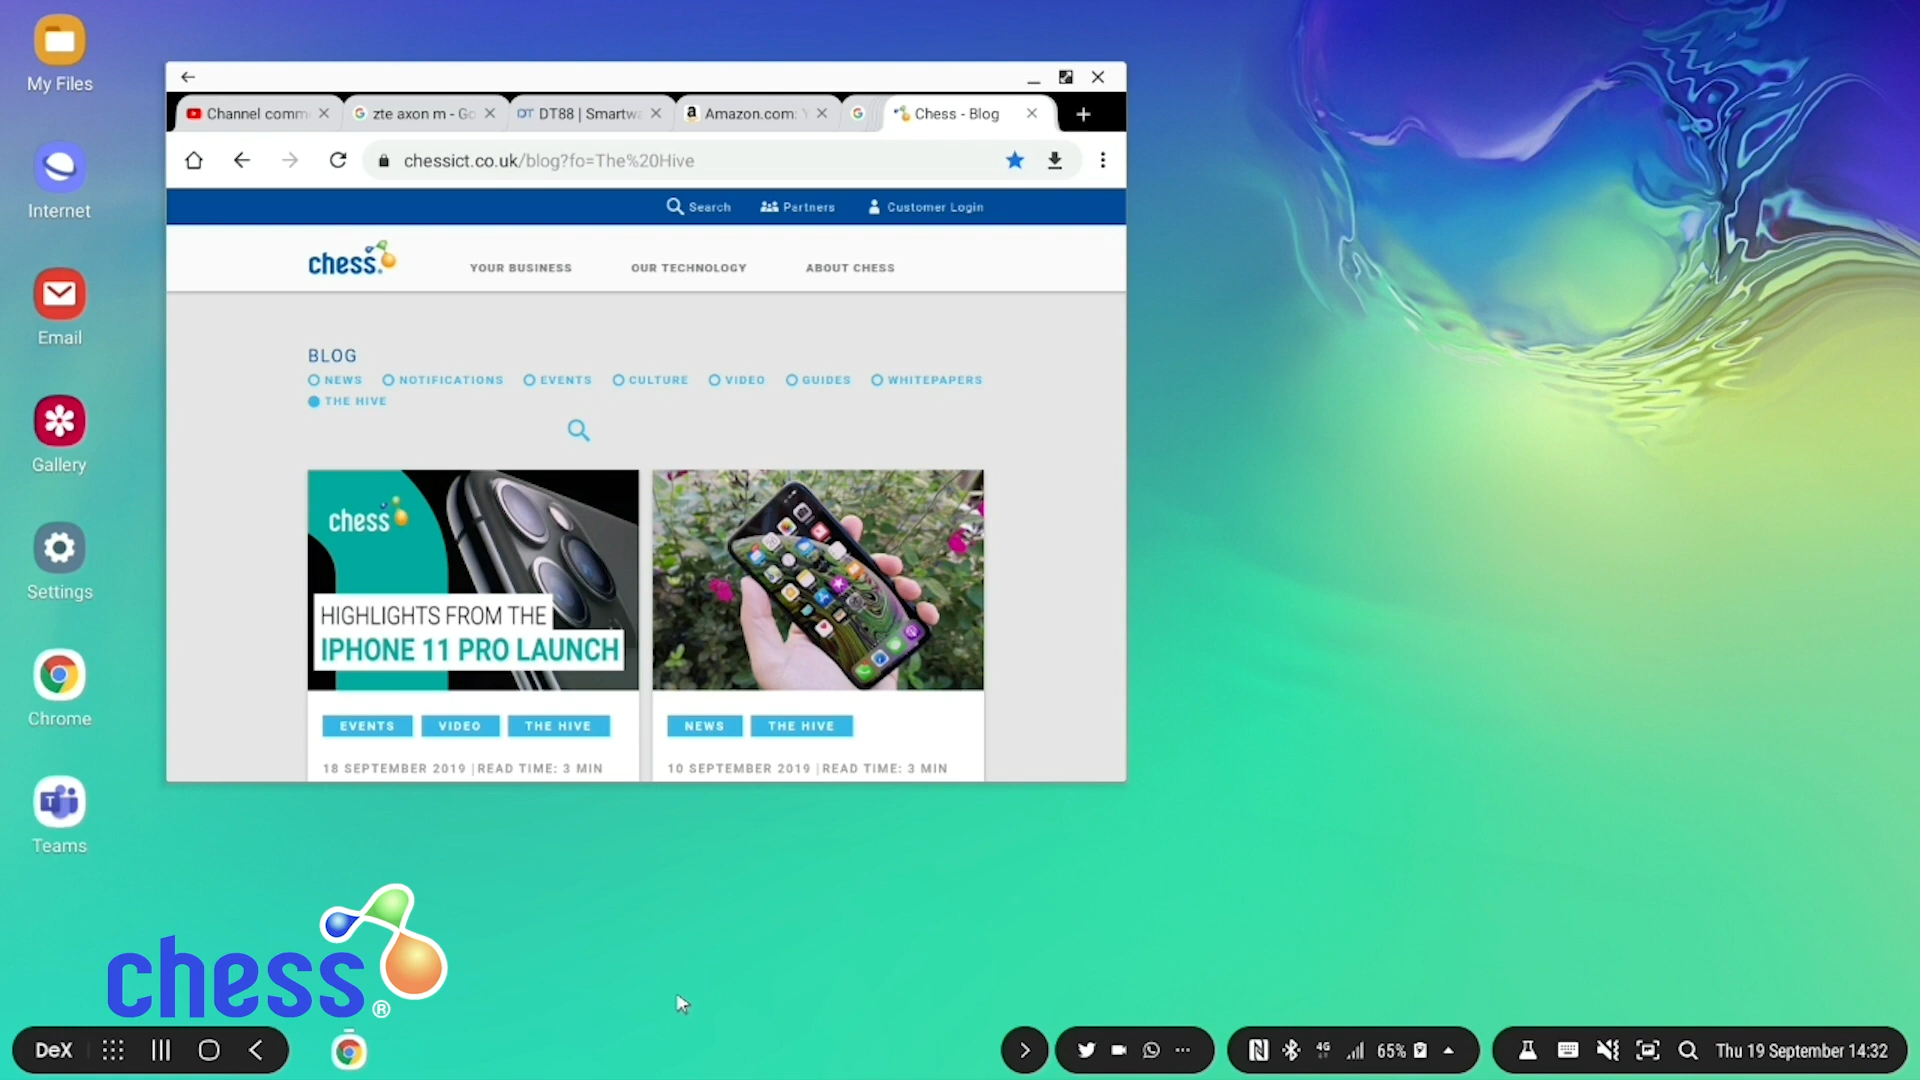 My Files
Internet
Email
Gallery
Settings
Chrome
Teams
Channel comm
zte axon m - Go
DT88 | Smartwa
Amazon.com:
Chess - Blog
chessict.co.uk/blog?fo=The%20Hive
Search
Partners
Customer Login
chess
YOUR BUSINESS
OUR TECHNOLOGY
ABOUT CHESS
BLOG
NEWS
NOTIFICATIONS
EVENTS
CULTURE
VIDEO
GUIDES
WHITEPAPERS
THE HIVE
chess
HIGHLIGHTS FROM THE
IPHONE 11 PRO LAUNCH
EVENTS
VIDEO
THE HIVE
18 SEPTEMBER 2019 | READ TIME: 3 MIN
NEWS
THE HIVE
10 SEPTEMBER 2019 | READ TIME: 3 MIN
chess®
DeX
4G
65%
Thu 19 September 14:32